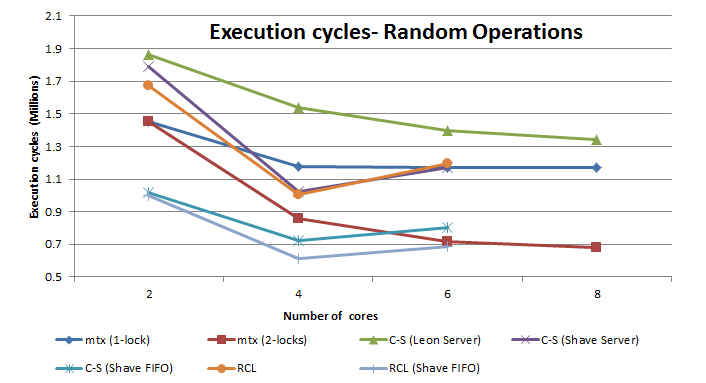 Execution cycles- Random Operations
Execution cycles (Millions)
2.1
1.9
1.7
1.5
1.3
1.1
0.9
0.7
0.5
2 4 6 8
Number of cores
mtx (1-lock) mtx (2-locks) C-S (Leon Server) C-S (Shave Server)
C-S (Shave FIFO) RCL RCL (Shave FIFO)